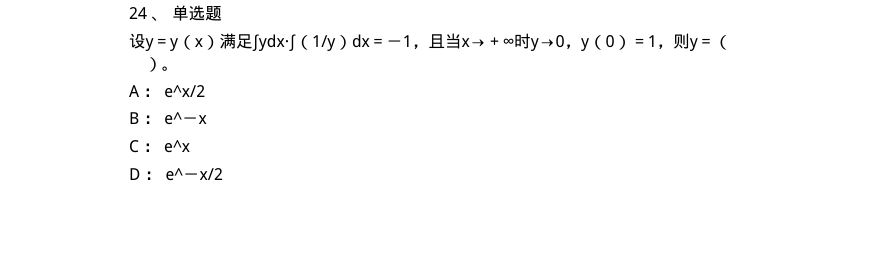 24 、 单选题
设y = y（x）满足∫ydx·∫（1/y）dx = －1，且当x→ + ∞时y→0，y（0）= 1，则y =（
）。
A： e^x/2
B： e^－x
C： e^x
D： e^－x/2